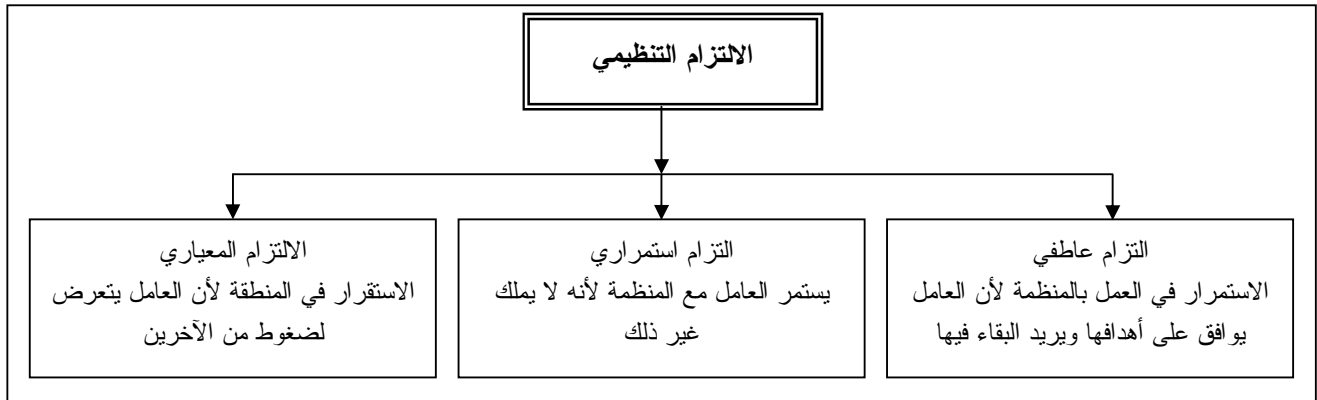 الالتزام التنظيمي
التزام عاطفي
الاستمرار في العمل بالمنظمة لأن العامل
يوافق على أهدافها ويريد البقاء فيها
التزام استمراري
يستمر العامل مع المنظمة لأنه لا يملك
غير ذلك
الالتزام المعياري
الاستقرار في المنطقة لأن العامل يتعرض
لضغوط من الآخرين